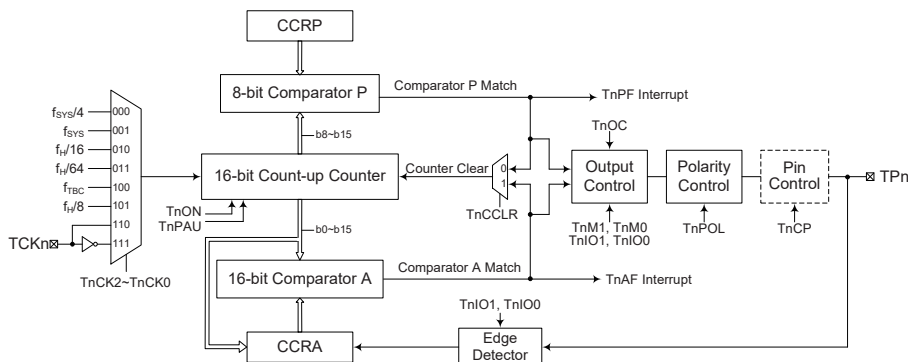 CCRP
8-bit Comparator P
Comparator P Match
TnPF Interrupt
b8~b15
TnOC
fSYS/4
000
fSYS
001
fH/16
010
fH/64
011
fTBC
100
fH/8
101
110
111
TCKn
TnCK2~TnCK0
16-bit Count-up Counter
Counter Clear
0
1
TnCCLR
Output
Control
Polarity
Control
Pin
Control
TPn
TnON
TnPAU
TnM1, TnM0
TnIO1, TnIO0
TnPOL
TnCP
b0~b15
16-bit Comparator A
Comparator A Match
TnAF Interrupt
TnIO1, TnIO0
CCRA
Edge
Detector